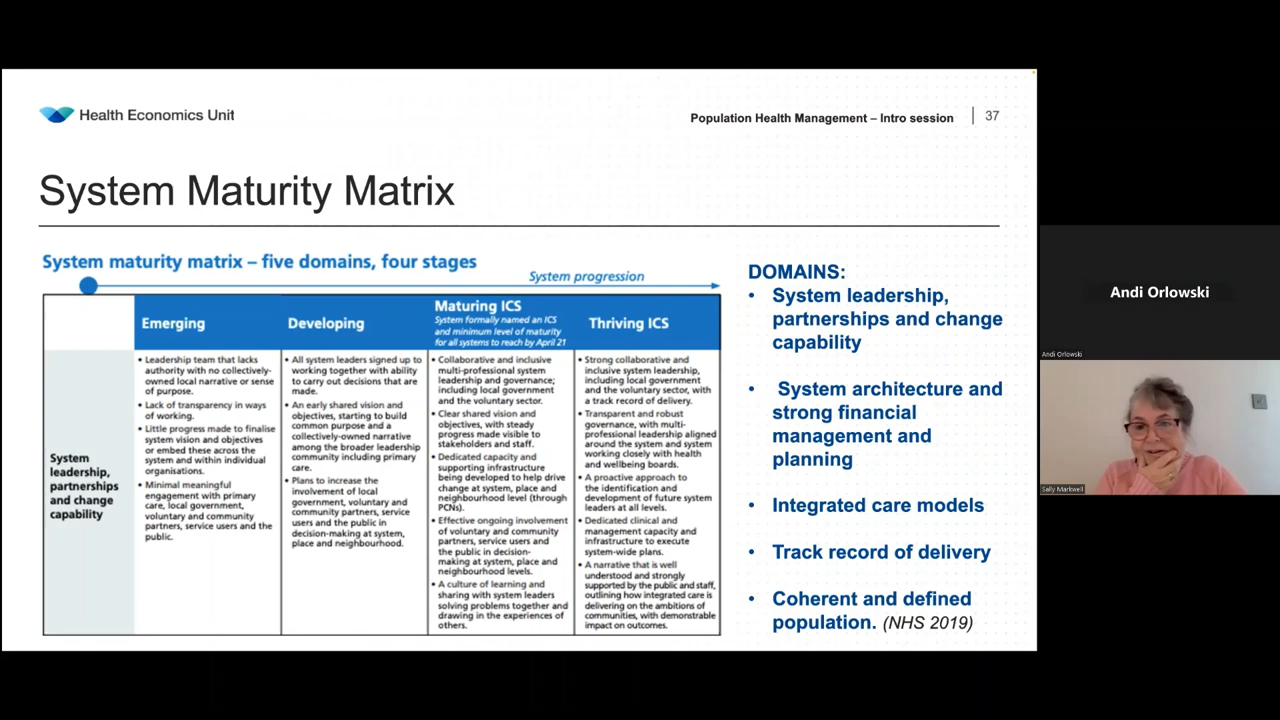 Health Economics Unit
Population Health Management – Intro session
37
System Maturity Matrix
System maturity matrix – five domains, four stages
System progression
Emerging
Developing
Maturing ICS
System formally named an ICS
and minimum level of maturity
for all systems to reach by April 21
Thriving ICS
System
leadership,
partnerships
and change
capability
• Leadership team that lacks
authority with no collectively-
owned local narrative or sense
of purpose.
• Lack of transparency in ways
of working.
• Little progress made to finalise
system vision and objectives
or embed these across the
system and within individual
organisations.
• Minimal meaningful
engagement with primary
care, local government,
voluntary and community
partners, service users and the
public.
• All system leaders signed up to
working together with ability
to carry out decisions that are
made.
• An early shared vision and
objectives, starting to build
common purpose and a
collectively-owned narrative
among the broader leadership
community including primary
care.
• Plans to increase the
involvement of local
government, voluntary and
community partners, service
users and the public in
decision-making at system,
place and neighbourhood.
• Collaborative and inclusive
multi-professional system
leadership and governance;
including local government
and the voluntary sector.
• Clear shared vision and
objectives, with steady
progress made visible to
stakeholders and staff.
• Dedicated capacity and
supporting infrastructure
being developed to help drive
change at system, place and
neighbourhood level (through
PCNs).
• Effective ongoing involvement
of voluntary and community
partners, service users and
the public in decision-
making at system, place and
neighbourhood levels.
• A culture of learning and
sharing with system leaders
solving problems together and
drawing in the experiences of
others.
• Strong collaborative and
inclusive system leadership,
including local government
and the voluntary sector, with
a track record of delivery.
• Transparent and robust
governance, with multi-
professional leadership aligned
around the system and system
working closely with health
and wellbeing boards.
• A proactive approach to
the identification and
development of future system
leaders at all levels.
• Dedicated clinical and
management capacity and
infrastructure to execute
system-wide plans.
• A narrative that is well
understood and strongly
supported by the public and staff,
outlining how integrated care is
delivering on the ambitions of
communities, with demonstrable
impact on outcomes.
DOMAINS:
• System leadership,
partnerships and change
capability
• System architecture and
strong financial
management and
planning
• Integrated care models
• Track record of delivery
• Coherent and defined
population. (NHS 2019)
Andi Orlowski
Andi Orlowski
Sally Markwell